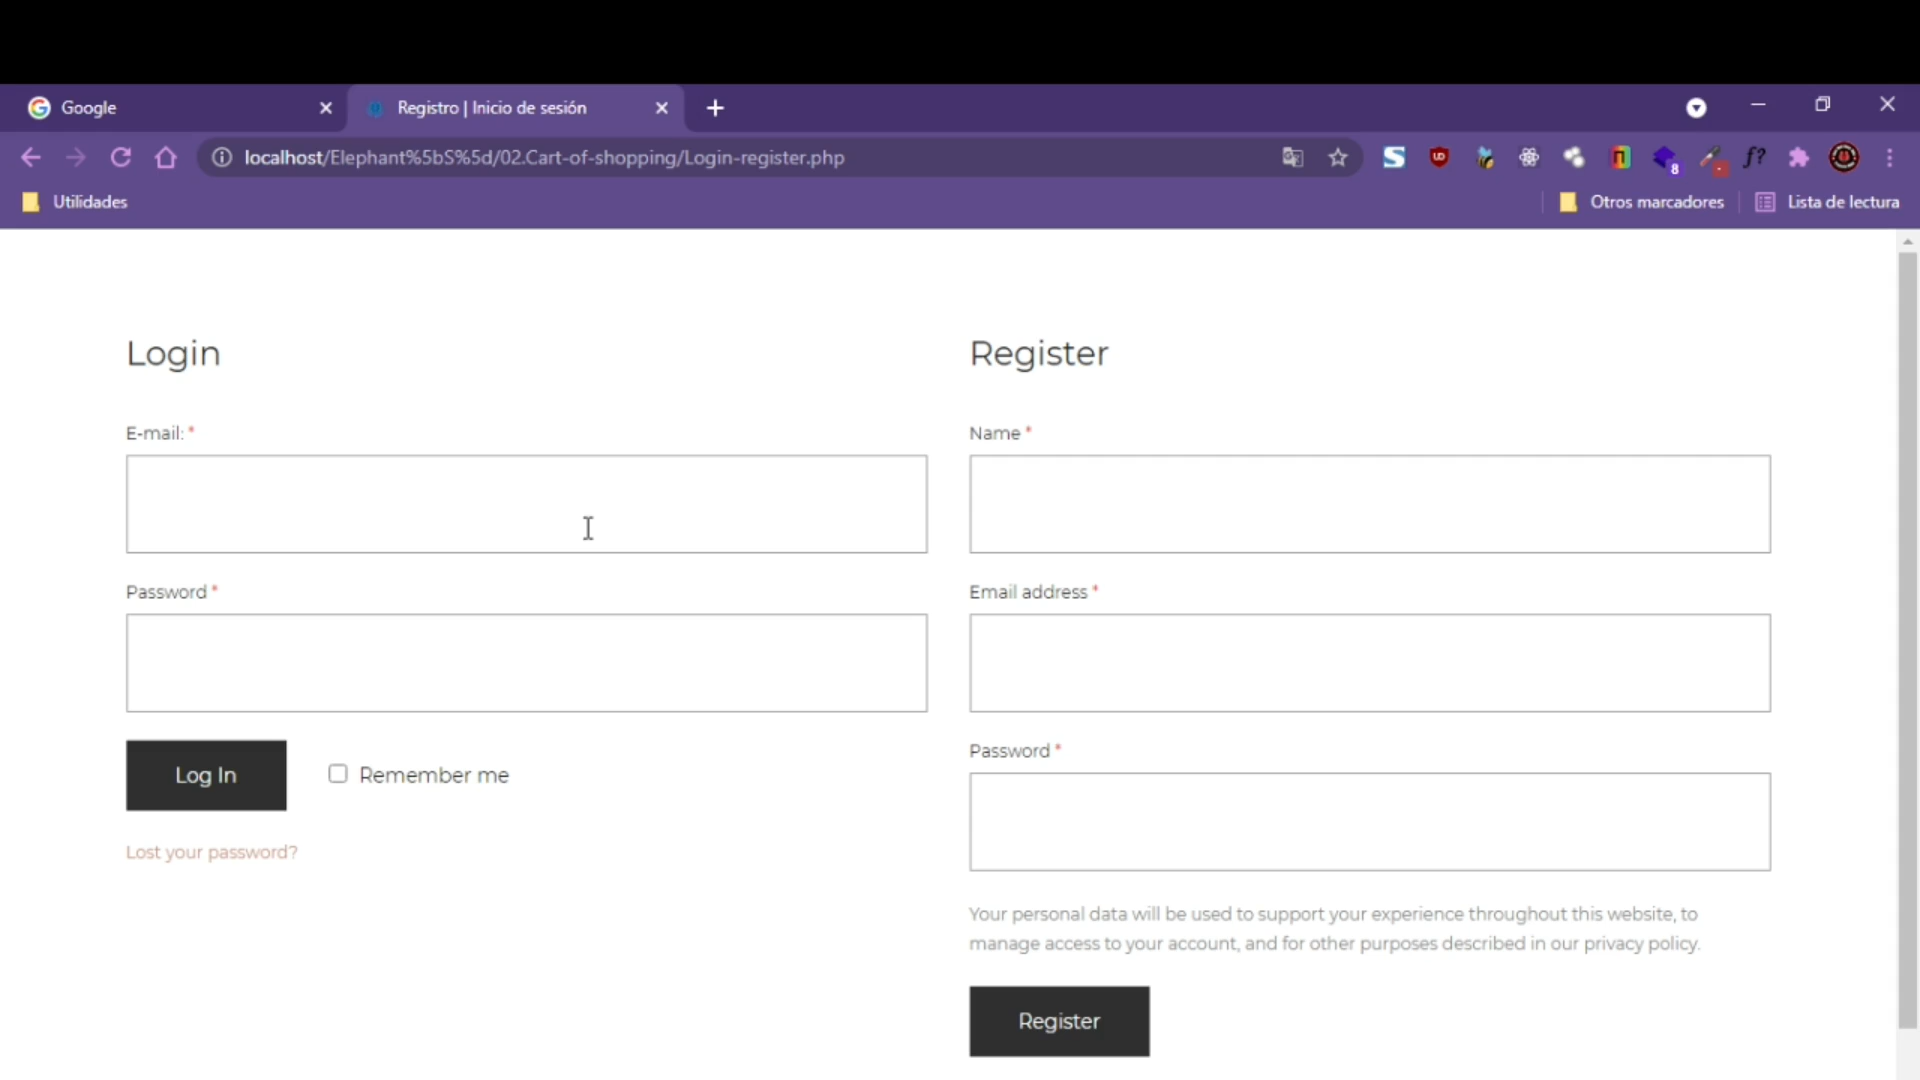 Google
Registro | Inicio de sesión
localhost/Elephant%5bS%5d/02.Cart-of-shopping/Login-register.php
8
f?
Utilidades
Otros marcadores
Lista de lectura
Login
E-mail: *
Password *
Log In
Remember me
Lost your password?
Register
Name *
Email address *
Password *
Your personal data will be used to support your experience throughout this website, to
manage access to your account, and for other purposes described in our privacy policy.
Register